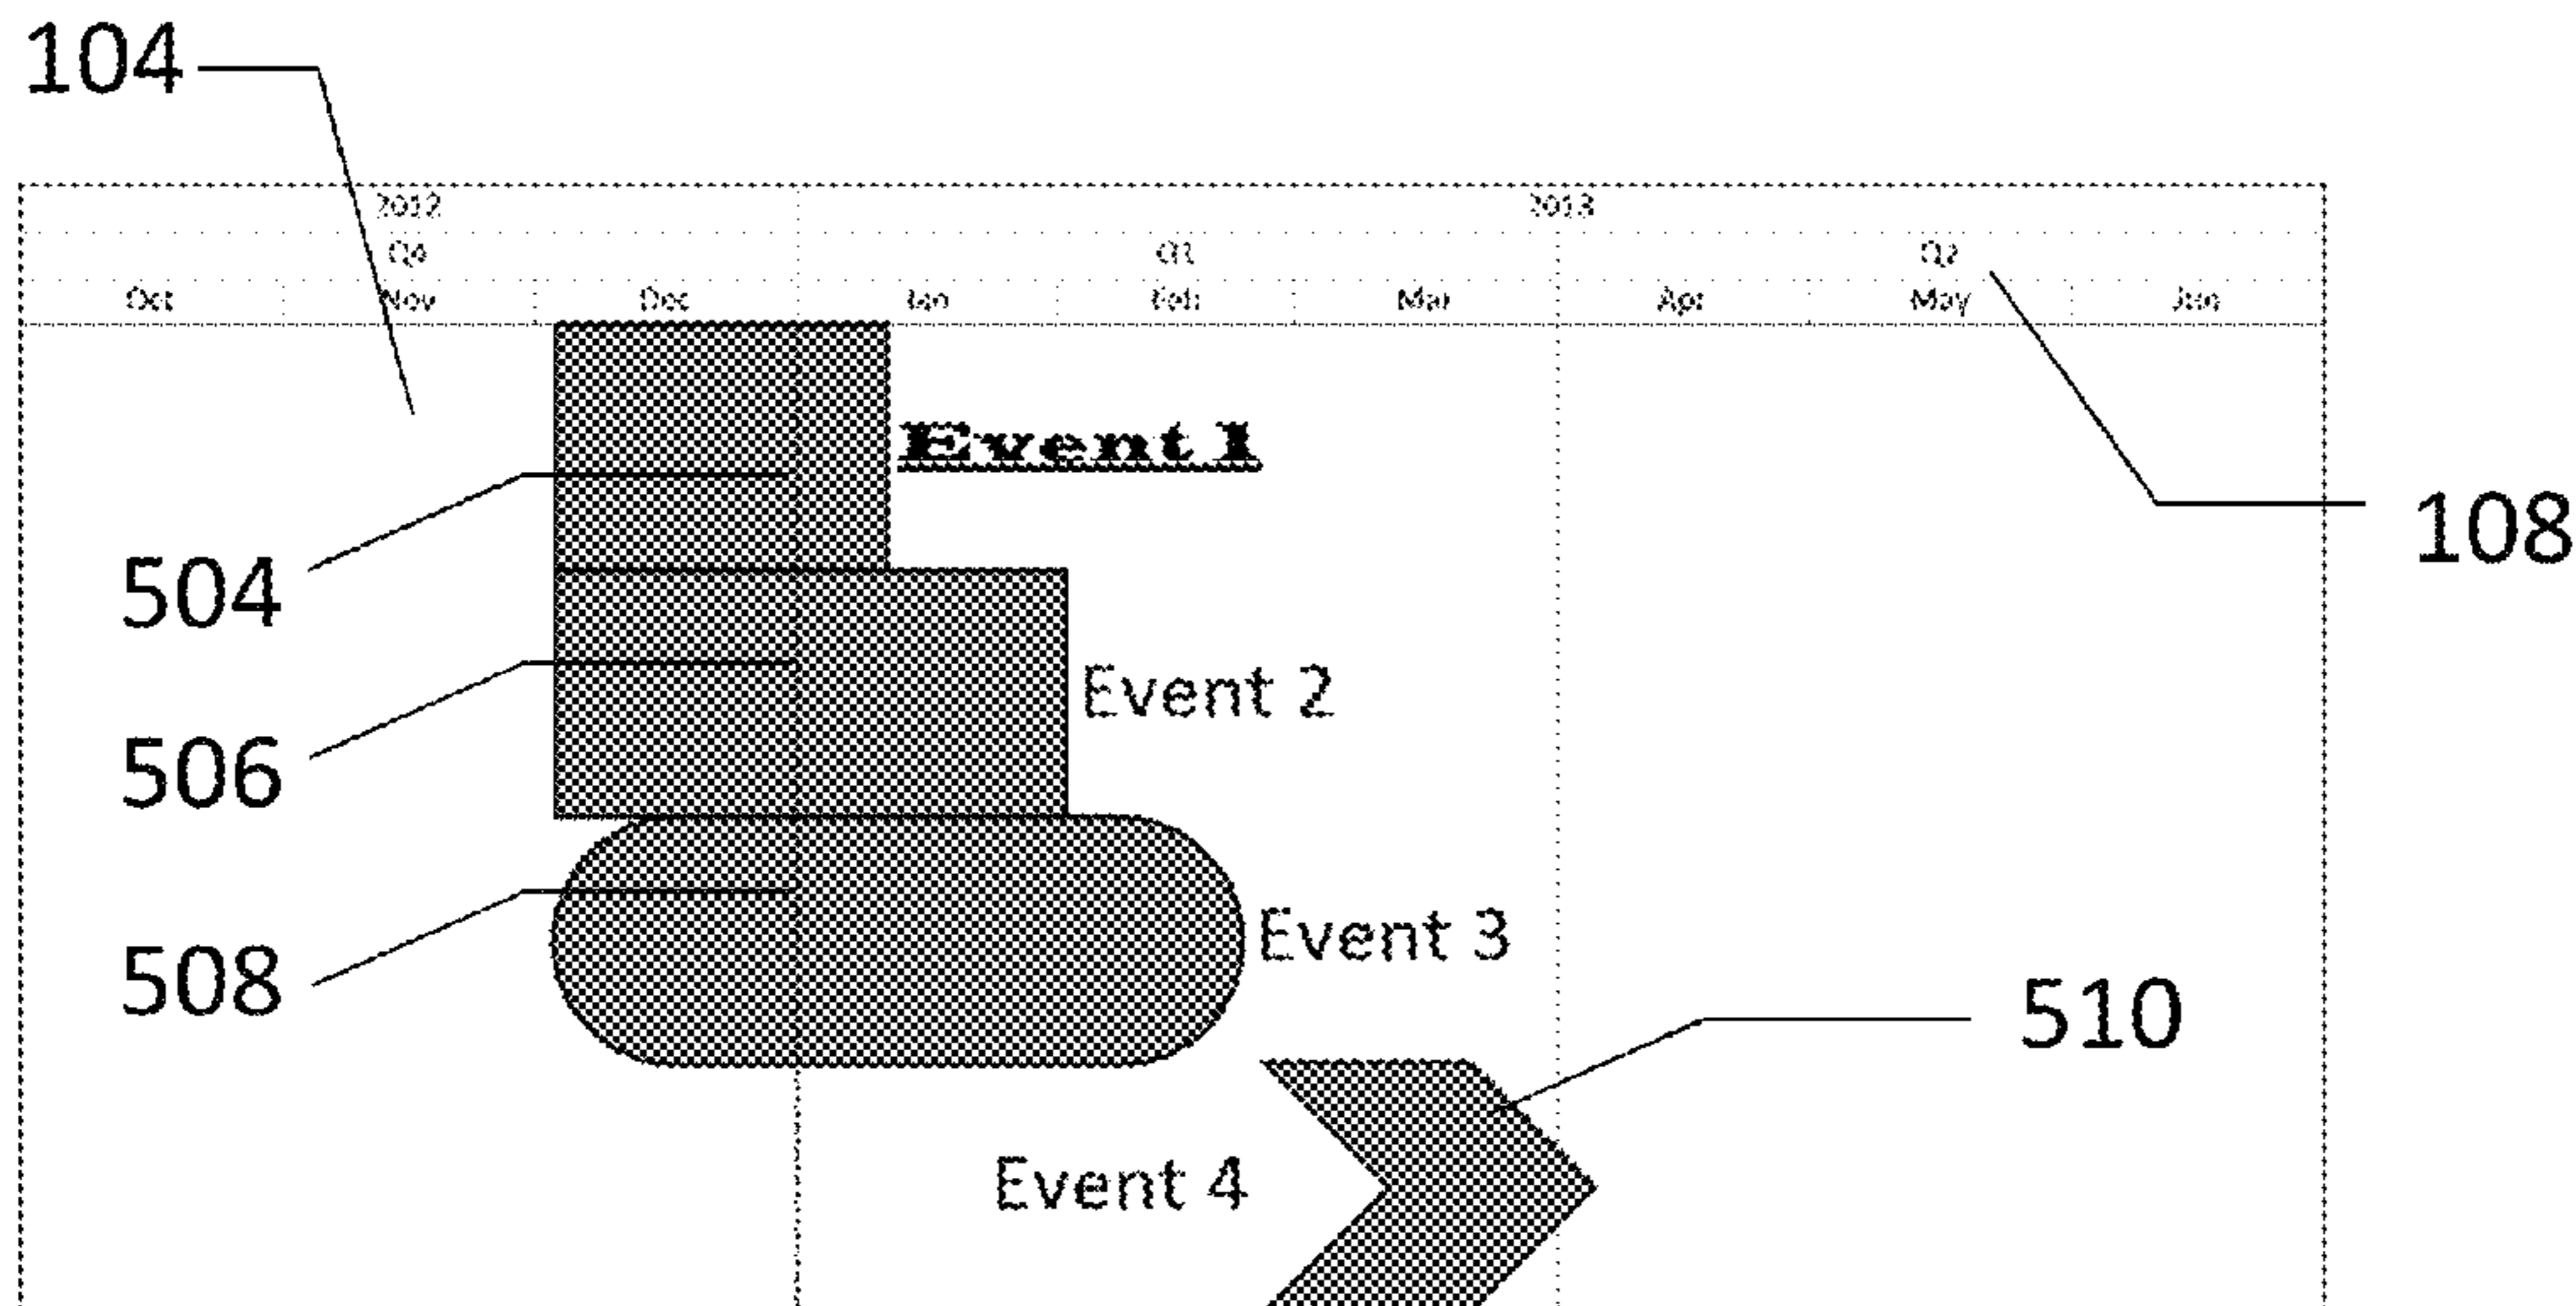 104
2012 2013
Q4 Q1 Q2
Oct Nov Dec Jan Feb Mar Apr May Jun
Event 1
108
504
Event 2
506
Event 3
508
510
Event 4